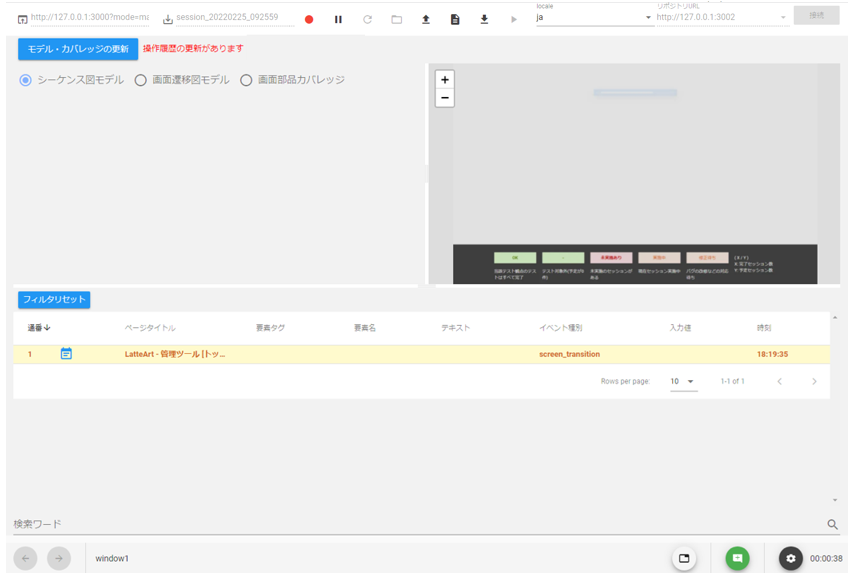 locale
リポジトリURL
http://127.0.0.1:3000?mode=ma
session_20220225_092559
ja
http://127.0.0.1:3002
接続
モデル・カバレッジの更新
操作履歴の更新があります
シーケンス図モデル
画面遷移図モデル
画面部品カバレッジ
+
−
OK
未実施あり
実施中
修正待ち
( X / Y )
フィルタリセット
通番
ページタイトル
要素タグ
要素名
テキスト
イベント種別
入力値
時刻
1
LatteArt - 管理ツール [トッ...
screen_transition
18:19:35
Rows per page:
10
1-1 of 1
検索ワード
window1
00:00:38